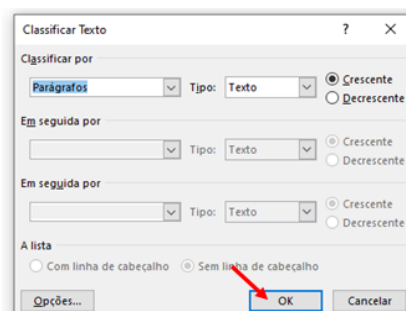 Classificar Texto ? ×
Classificar por
Parágrafos Tipo: Texto Crescente
Decrescente
Em seguida por
Tipo: Texto Crescente
Decrescente
Em seguida por
Tipo: Texto Crescente
Decrescente
A lista
Com linha de cabeçalho Sem linha de cabeçalho
Opções... OK Cancelar